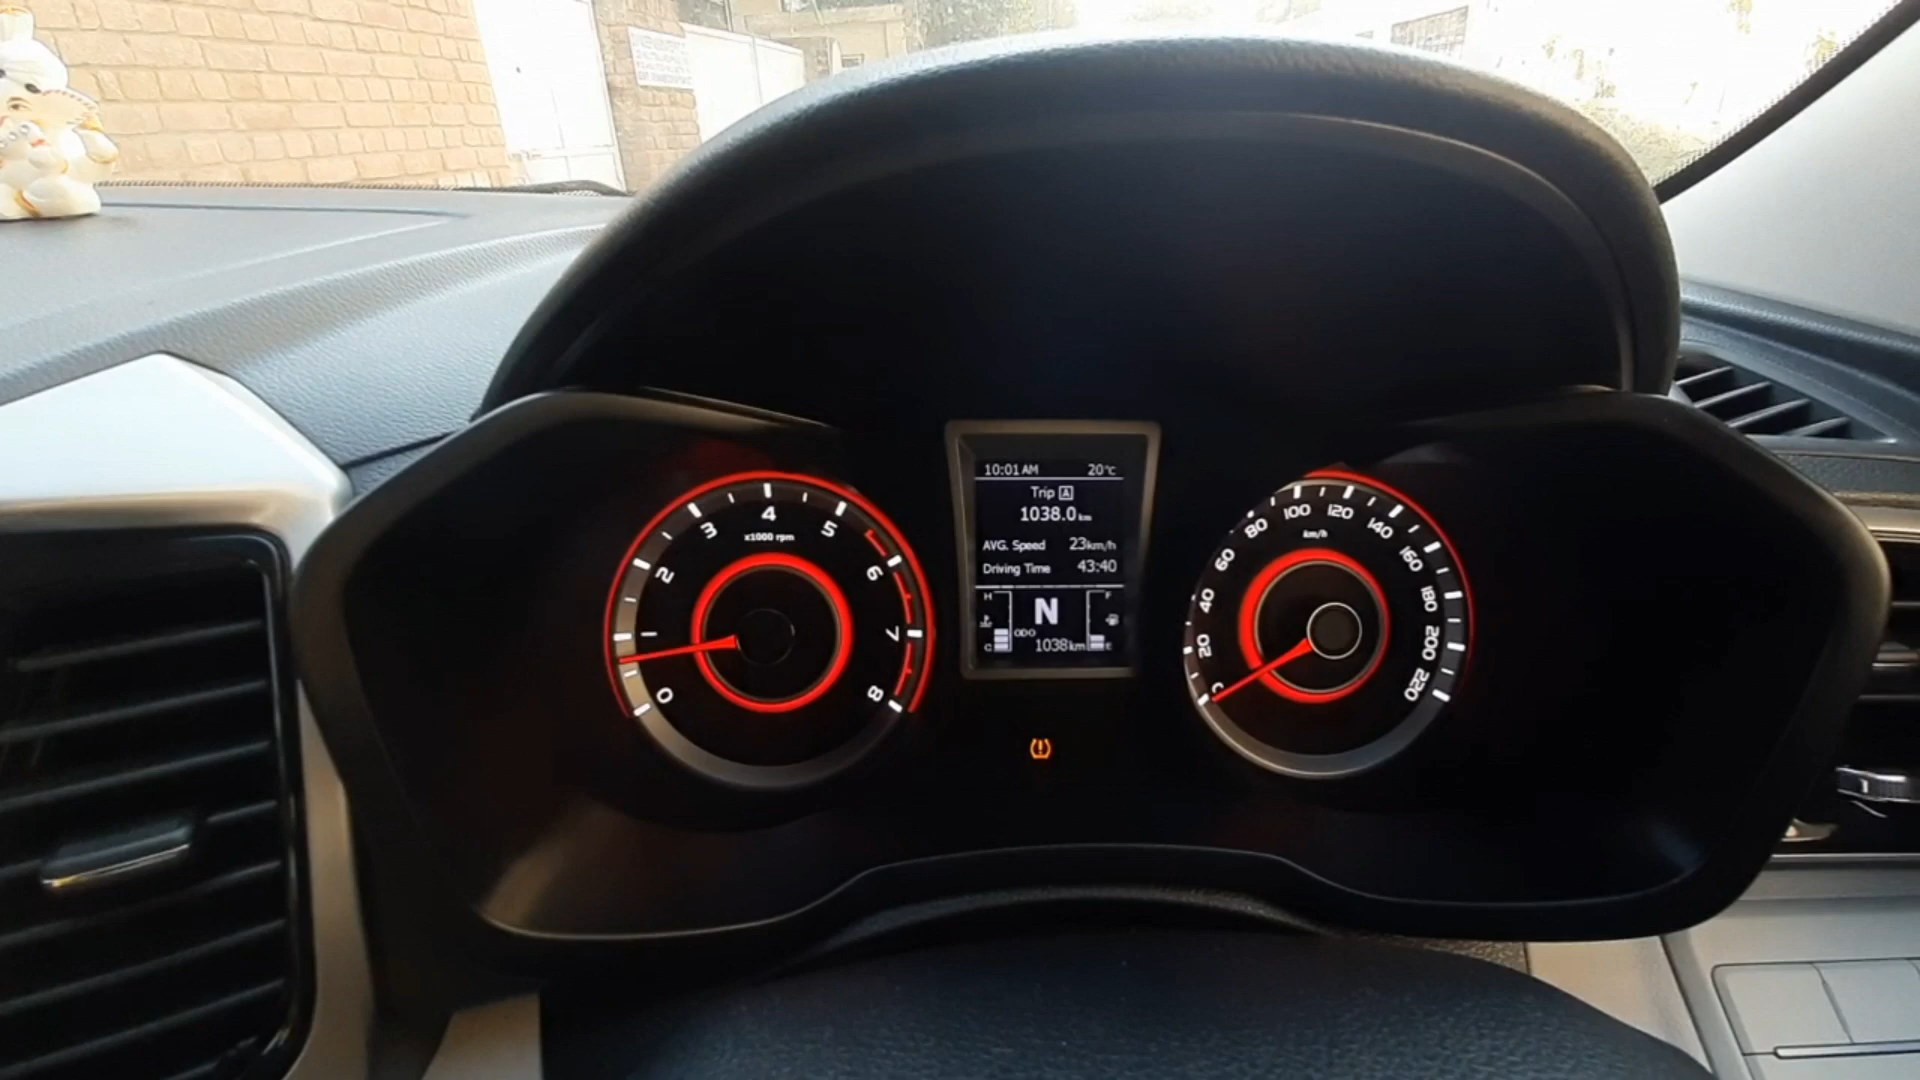 10:01 AM 20°C
Trip A
1038.0 km
AVG. Speed 23km/h
Driving Time 43:40
H F
N
ODO
C 1038km E
0 1 2 3 4 5 6 7 8
x1000 rpm
20 40 60 80 100 120 140 160 180 200 220
km/h